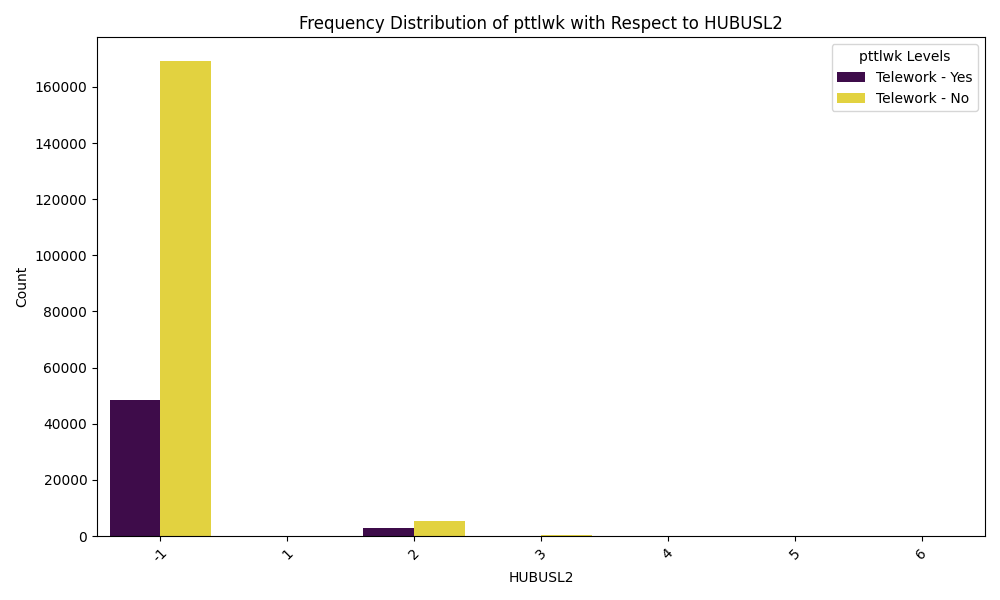 Frequency Distribution of pttlwk with Respect to HUBUSL2
pttlwk Levels
Telework - Yes
Telework - No
Count
160000
140000
120000
100000
80000
60000
40000
20000
0
-1 1 2 3 4 5 6
HUBUSL2